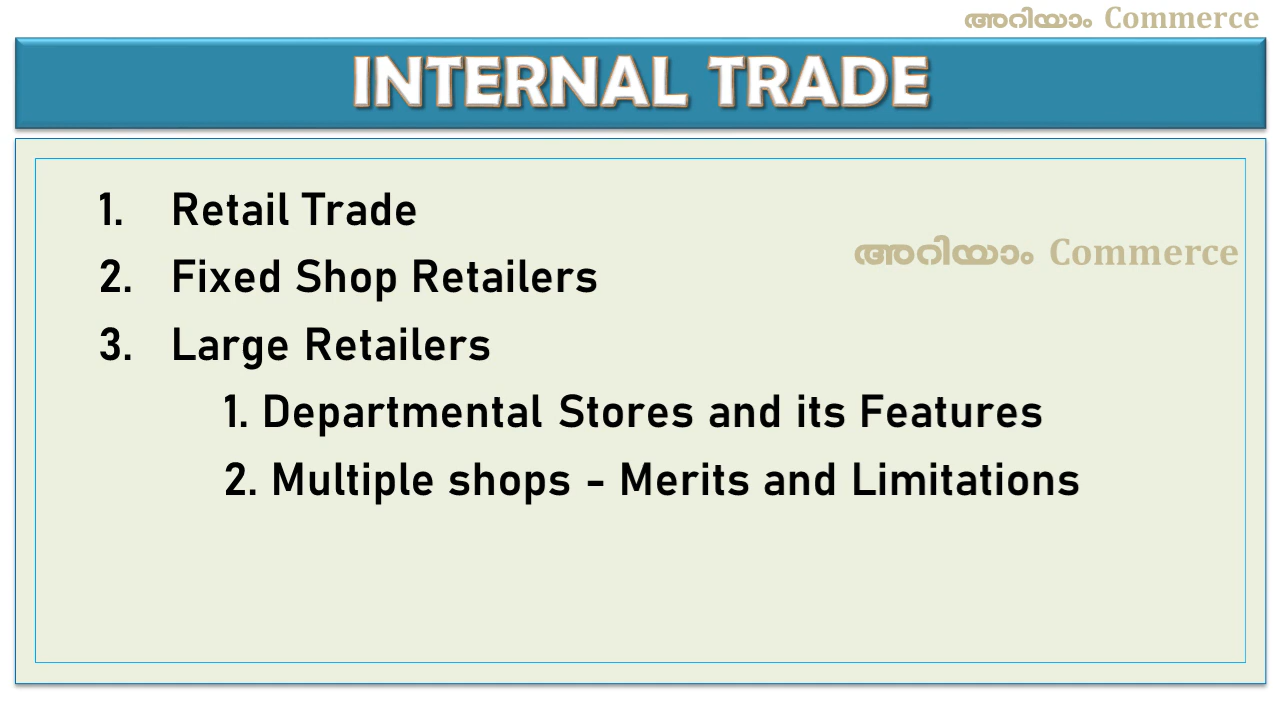 അറിയാം Commerce
INTERNAL TRADE
1. Retail Trade
അറിയാം Commerce
2. Fixed Shop Retailers
3. Large Retailers
1. Departmental Stores and its Features
2. Multiple shops - Merits and Limitations